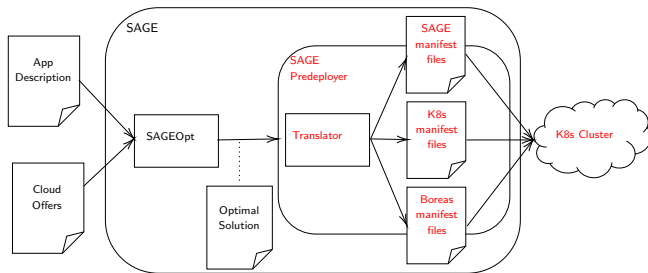 SAGE
App
Description
Cloud
Offers
SAGEOpt
Optimal
Solution
SAGE
Predeployer
Translator
SAGE
manifest
files
K8s
manifest
files
Boreas
manifest
files
K8s Cluster